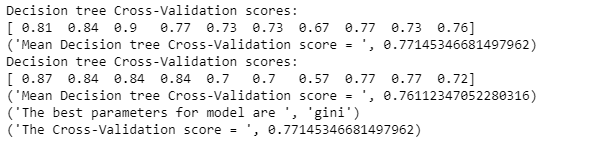 Decision tree Cross-Validation scores:
[ 0.81  0.84  0.9   0.77  0.73  0.73  0.67  0.77  0.73  0.76]
('Mean Decision tree Cross-Validation score = ', 0.77145346681497962)
Decision tree Cross-Validation scores:
[ 0.87  0.84  0.84  0.84  0.7   0.7   0.57  0.77  0.77  0.72]
('Mean Decision tree Cross-Validation score = ', 0.76112347052280316)
('The best parameters for model are ', 'gini')
('The Cross-Validation score = ', 0.77145346681497962)